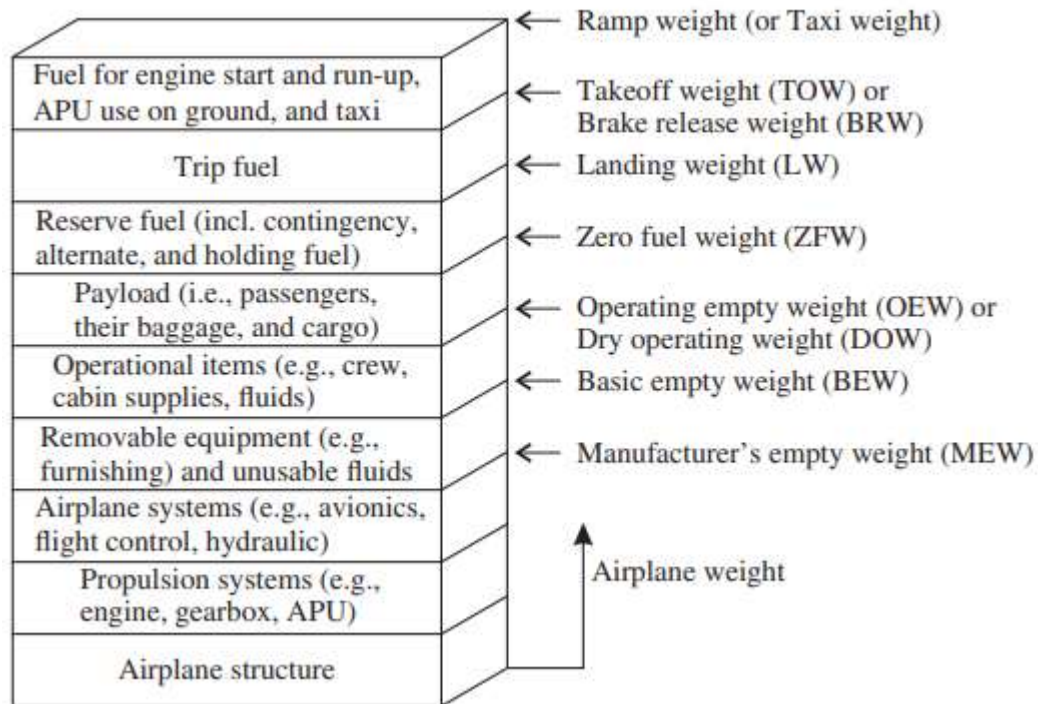 Ramp weight (or Taxi weight)
Fuel for engine start and run-up,
APU use on ground, and taxi
Takeoff weight (TOW) or
Brake release weight (BRW)
Trip fuel
Landing weight (LW)
Reserve fuel (incl. contingency,
alternate, and holding fuel)
Zero fuel weight (ZFW)
Payload (i.e., passengers,
their baggage, and cargo)
Operating empty weight (OEW) or
Dry operating weight (DOW)
Operational items (e.g., crew,
cabin supplies, fluids)
Basic empty weight (BEW)
Removable equipment (e.g.,
furnishing) and unusable fluids
Manufacturer's empty weight (MEW)
Airplane systems (e.g., avionics,
flight control, hydraulic)
Propulsion systems (e.g.,
engine, gearbox, APU)
Airplane weight
Airplane structure